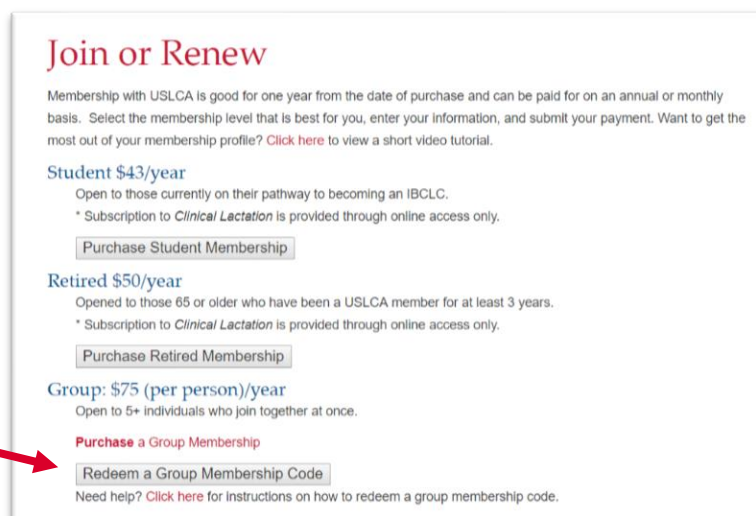 Join or Renew
Membership with USLCA is good for one year from the date of purchase and can be paid for on an annual or monthly
basis. Select the membership level that is best for you, enter your information, and submit your payment. Want to get the
most out of your membership profile? Click here to view a short video tutorial.
Student $43/year
Open to those currently on their pathway to becoming an IBCLC.
* Subscription to Clinical Lactation is provided through online access only.
Purchase Student Membership
Retired $50/year
Opened to those 65 or older who have been a USLCA member for at least 3 years.
* Subscription to Clinical Lactation is provided through online access only.
Purchase Retired Membership
Group: $75 (per person)/year
Open to 5+ individuals who join together at once.
Purchase a Group Membership
Redeem a Group Membership Code
Need help? Click here for instructions on how to redeem a group membership code.